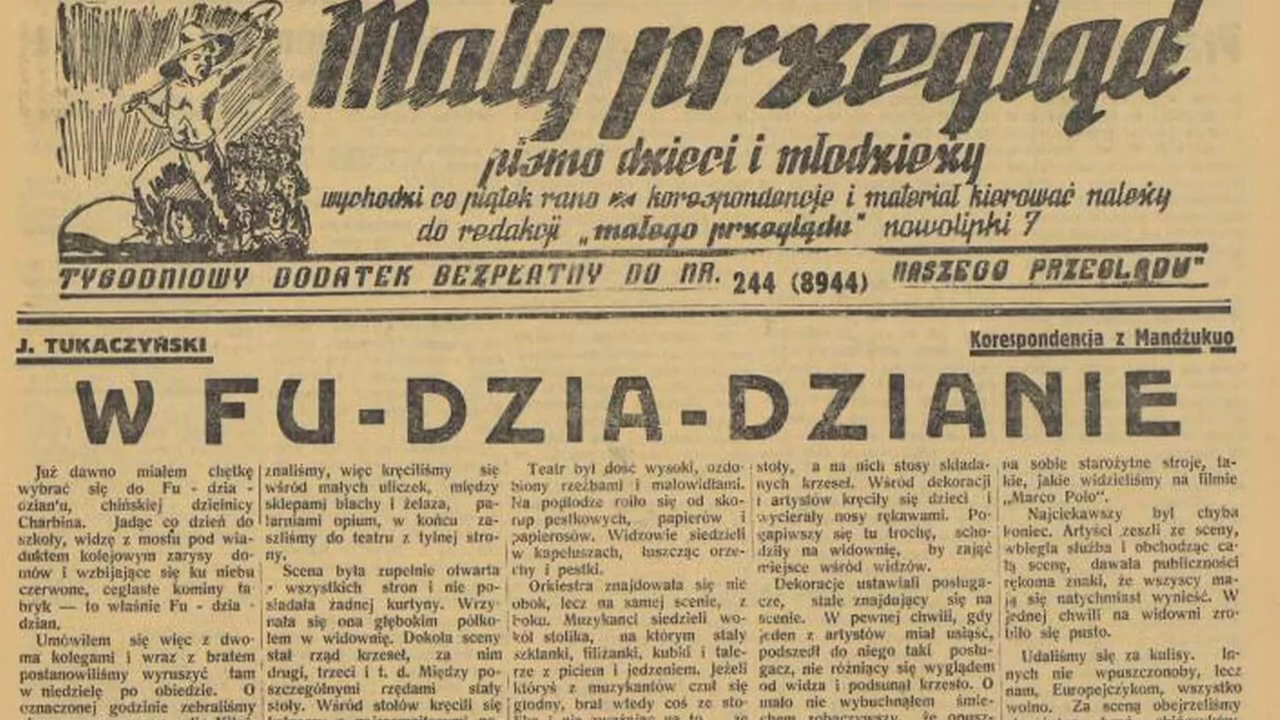 Mały przegląd
pismo dzieci i młodzieży
wychodzi co piątek rano korespondencje i materiał kierować należy
do redakcji „małego przeglądu" nowolipki 7
TYGODNIOWY DODATEK BEZPŁATNY DO NR. 244 (8944) NASZEGO PRZEGLĄDU"
J. TUKACZYŃSKI
Korespondencja z Mandżukuo
W FU-DZIA-DZIANIE
Już dawno miałem chętkę
wybrać się do Fu - dzia -
dzian'u, chińskiej dzielnicy
Charbina. Jadąc co dzień do
szkoły, widzę z mostu pod wia-
duktem kolejowym zarysy do-
mów i wzbijające się ku niebu
czerwone, ceglaste kominy fa-
bryk — to właśnie Fu - dzia -
dzian.
Umówiłem się więc z dwo-
ma kolegami i wraz z bratem
postanowiliśmy wyruszyć tam
w niedzielę po obiedzie. O
oznaczonej godzinie zebraliśmy
znaliśmy, więc kręciliśmy się
wśród małych uliczek, między
sklepami blachy i żelaza, pa-
larniami opium, w końcu za-
szliśmy do teatru z tylnej stro-
ny.
Scena była zupełnie otwarta
z wszystkich stron i nie po-
siadała żadnej kurtyny. Wrzy-
nała się ona głębokim półko-
lem w widownię. Dokoła sceny
stał rząd krzeseł, za nim
drugi, trzeci i t. d. Między po-
szczególnymi rzędami stały
stoły. Wśród stołów kręcili się
Teatr był dość wysoki, ozdo-
biony rzeźbami i malowidłami.
Na podłodze roiło się od sko-
rup pestkowych, papierów i
papierosów. Widzowie siedzieli
w kapeluszach, łuszcząc orze-
chy i pestki.
Orkiestra znajdowała się nie
obok, lecz na samej scenie, z
boku. Muzykanci siedzieli wo-
kół stolika, na którym stały
szklanki, filiżanki, kubki i tale-
rze z piciem i jedzeniem. Jeżeli
któryś z muzykantów czuł się
głodny, brał wtedy coś ze sto-
stoły, a na nich stosy składa-
nych krzeseł. Wśród dekoracji
i artystów kręciły się dzieci i
wycierały nosy rękawami. Po-
gapiwszy się tu trochę, scho-
dziły na widownię, by zająć
miejsce wśród widzów.
Dekoracje ustawiali posługa-
cze, stale znajdujący się na
scenie. W pewnej chwili, gdy
jeden z artystów miał usiąść,
podszedł do niego taki posłu-
gacz, nie różniący się wyglądem
od widza i podsunął krzesło. O
mało nie wybuchnąłem śmie-
chem zobaczywszy, że opusz-
na sobie starożytne stroje, ta-
kie, jakie widzieliśmy na filmie
„Marco Polo".
Najciekawszy był chyba
koniec. Artyści zeszli ze sceny,
wbiegła służba i obchodząc ca-
łą scenę, dawała publiczności
rękoma znaki, że wszyscy ma-
ją się natychmiast wynieść. W
jednej chwili na widowni zro-
biło się pusto.
Udaliśmy się za kulisy. In-
nych nie wpuszczonoby, lecz
nam, Europejczykom, wszystko
wolno. Za sceną obejrzeliśmy